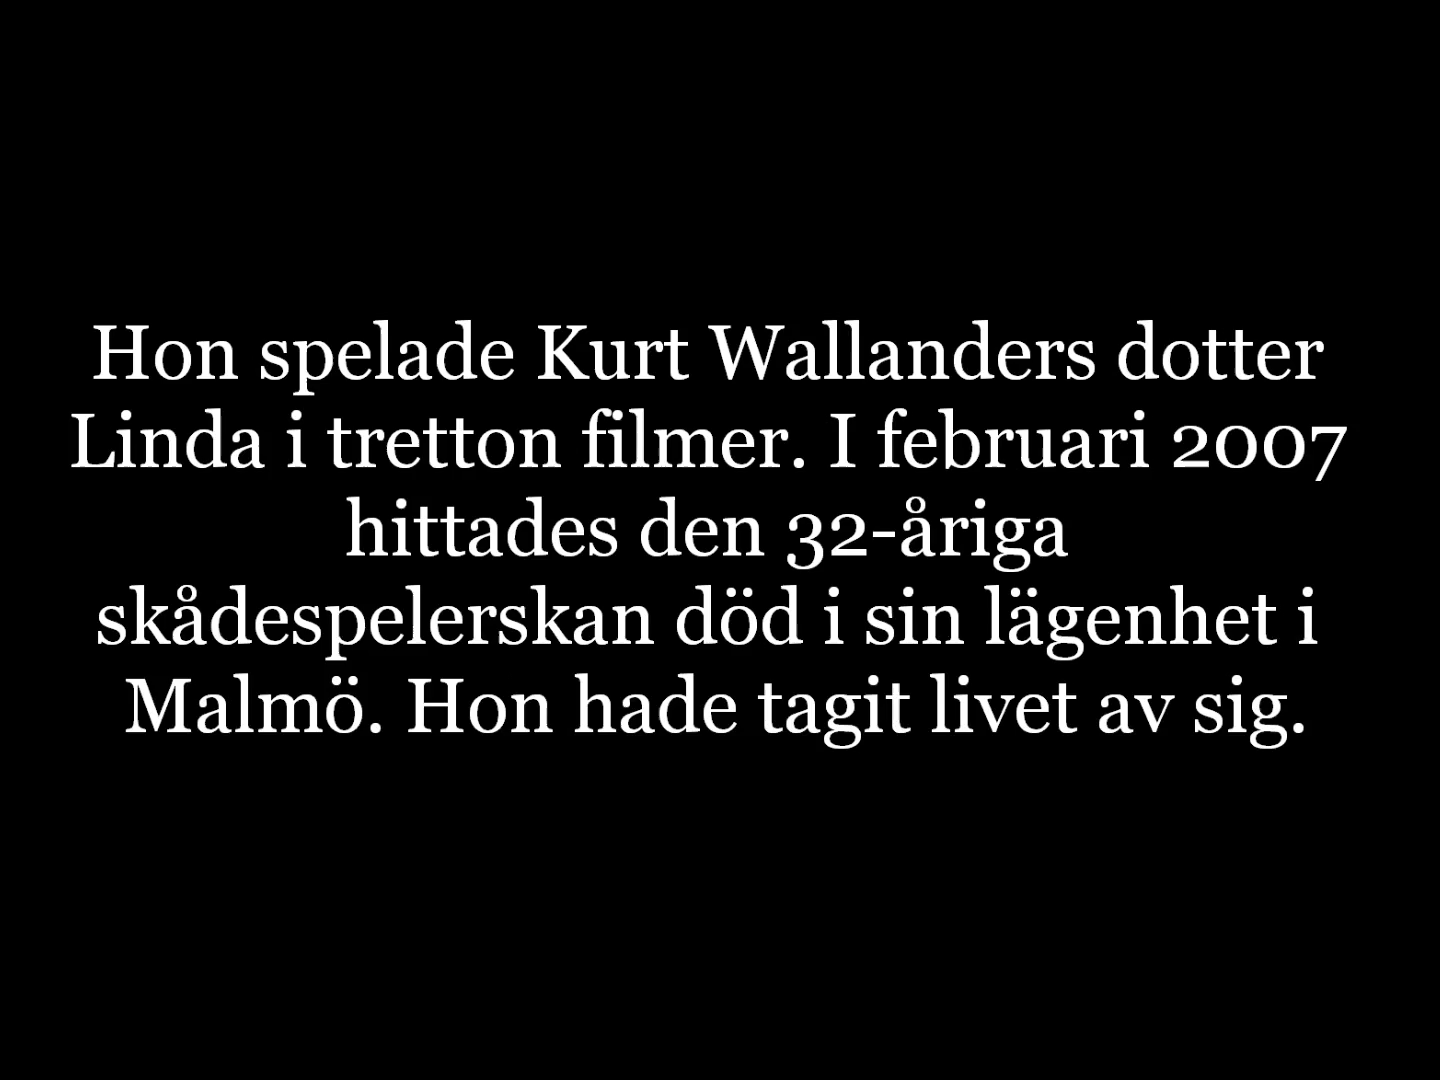 Hon spelade Kurt Wallanders dotter
Linda i tretton filmer. I februari 2007
hittades den 32-åriga
skådespelerskan död i sin lägenhet i
Malmö. Hon hade tagit livet av sig.